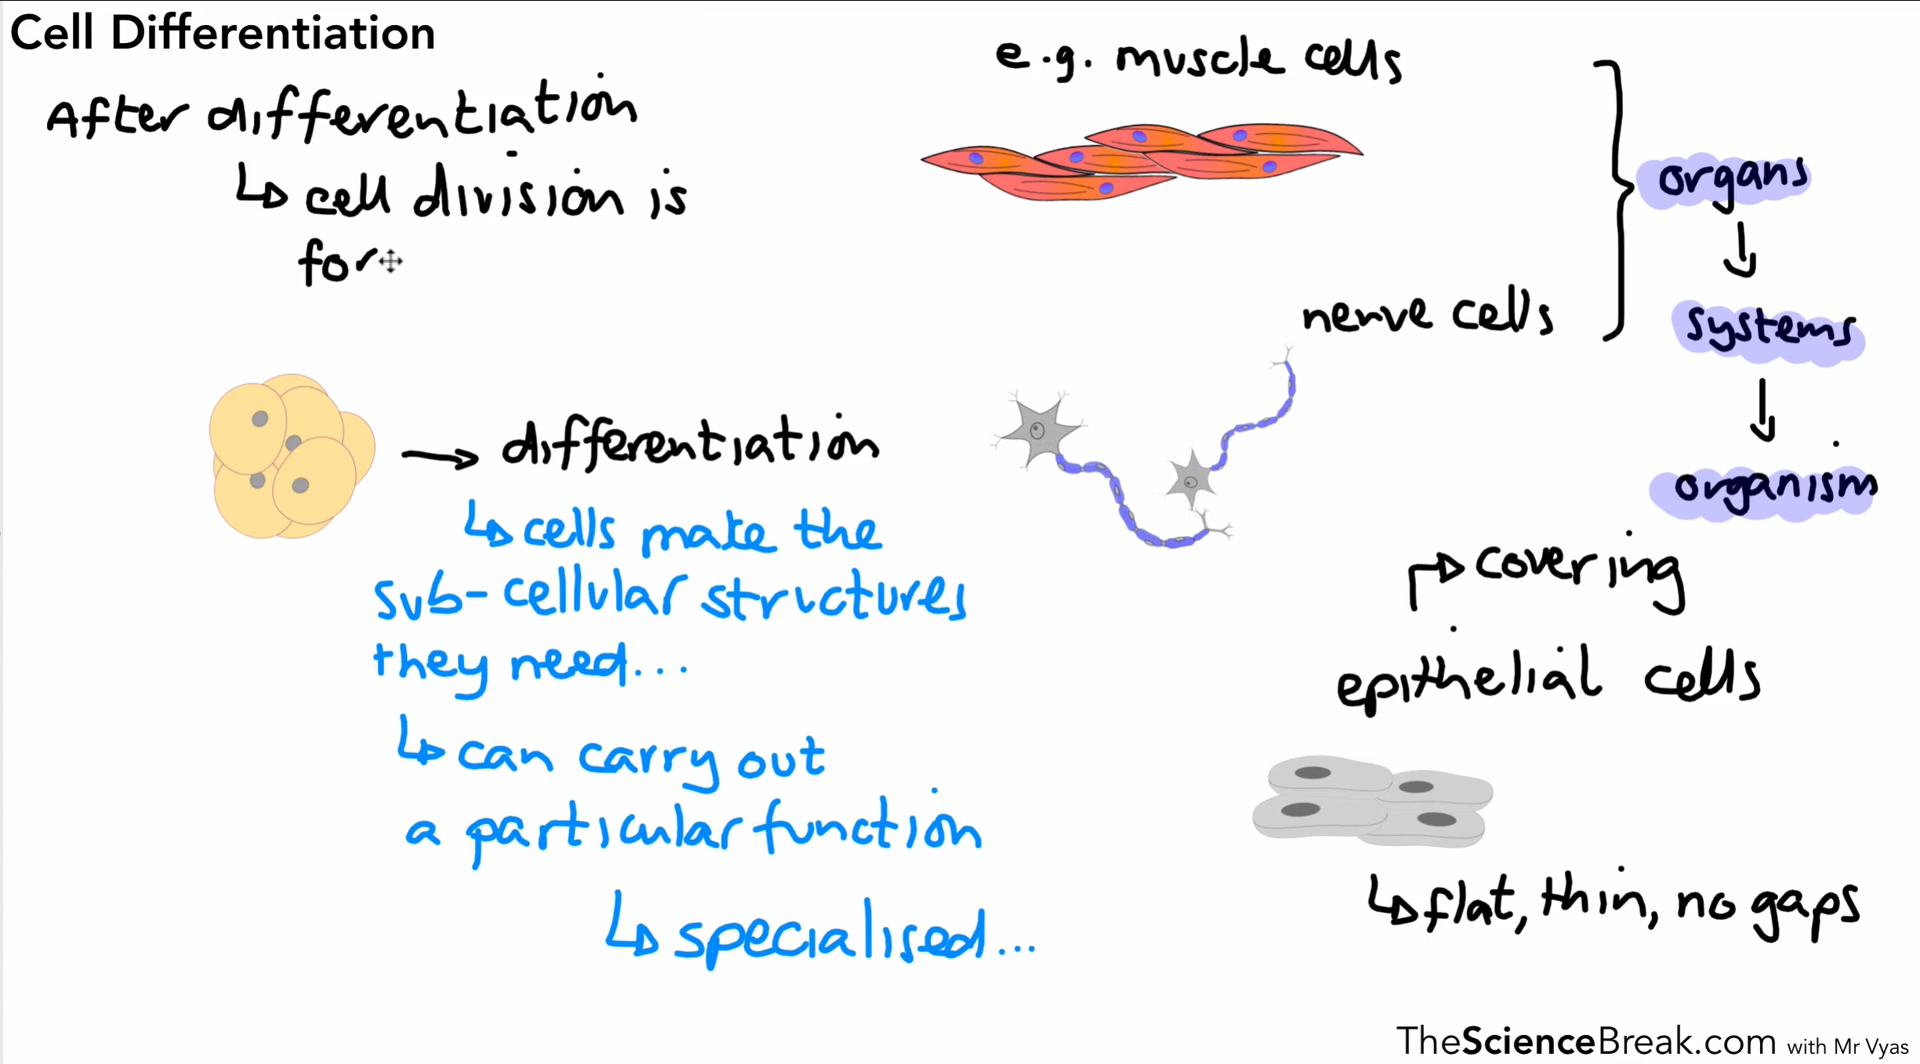 Cell Differentiation
After differentiation
↳ cell division is
for
→ differentiation
↳ cells make the
sub-cellular structures
they need...
↳ can carry out
a particular function
↳ specialised...
e.g. muscle cells
nerve cells
organs
↓
systems
↓
organism
↱ covering
epithelial cells
↳ flat, thin, no gaps
TheScienceBreak.com with Mr Vyas